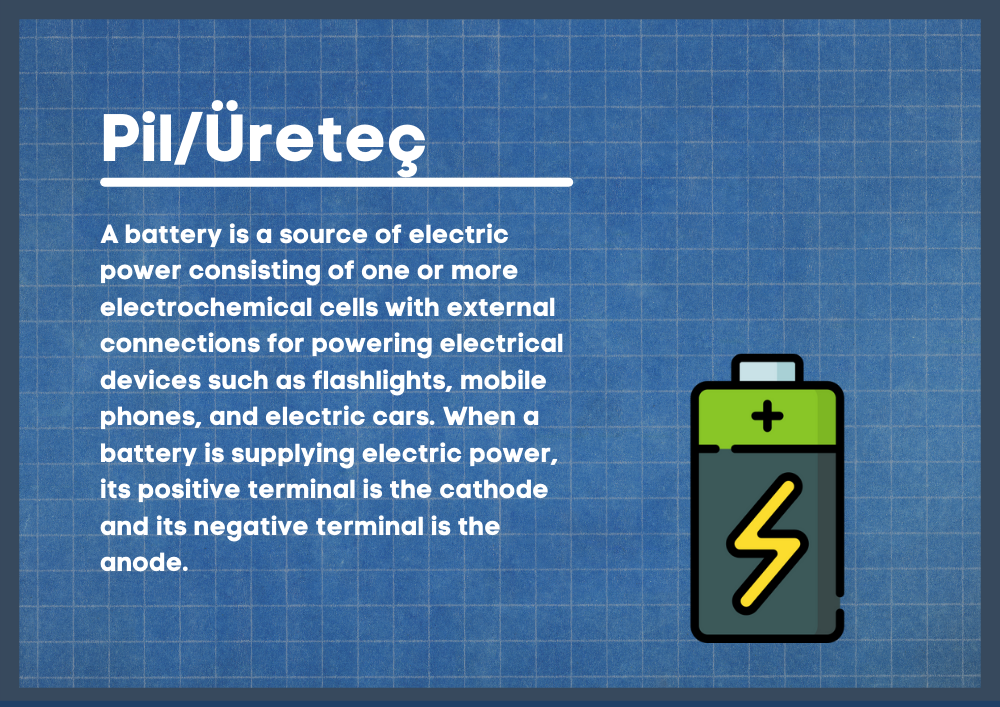 Pil/Üreteç
A battery is a source of electric
power consisting of one or more
electrochemical cells with external
connections for powering electrical
devices such as flashlights, mobile
phones, and electric cars. When a
battery is supplying electric power,
its positive terminal is the cathode
and its negative terminal is the
anode.
+